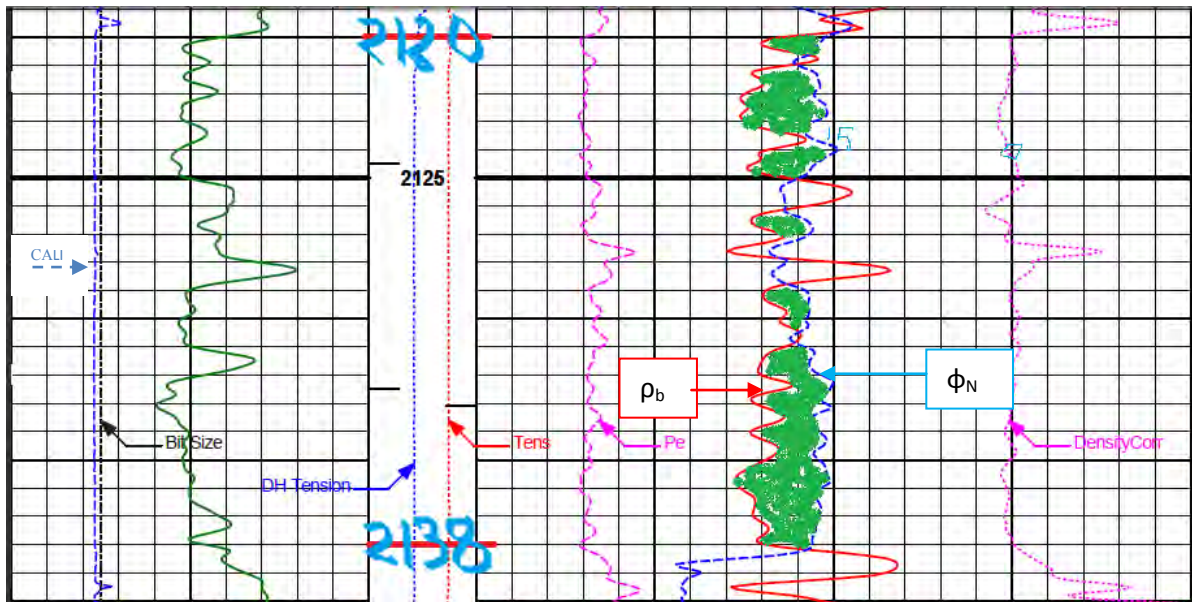 2120
15
2125
CALI
ρb
ϕN
Bit Size
Tens
Pe
DensityCorr
DH Tension
2138